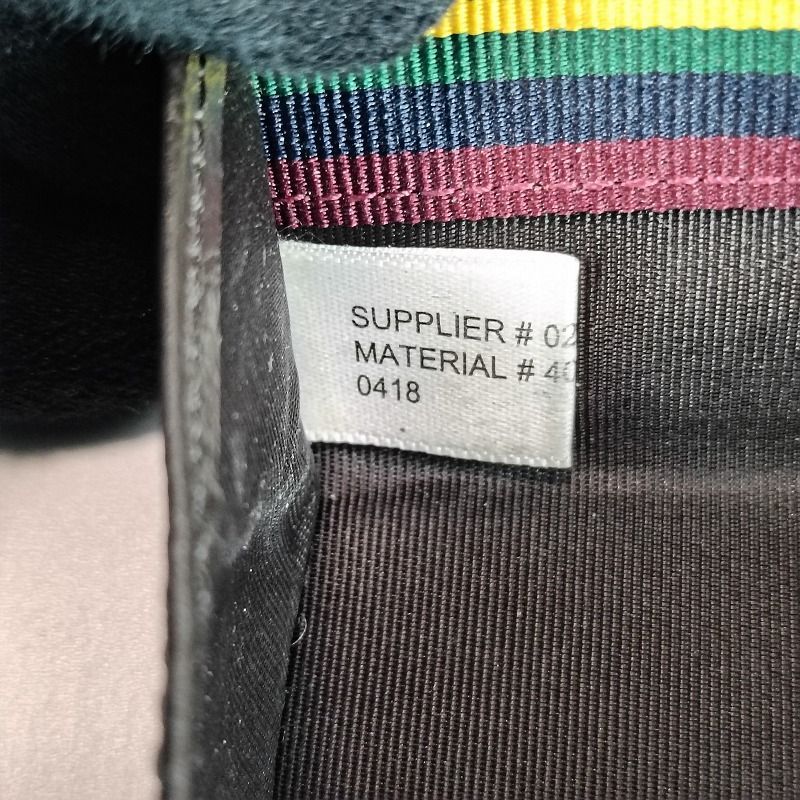 SUPPLIER # 02
MATERIAL # 40
0418